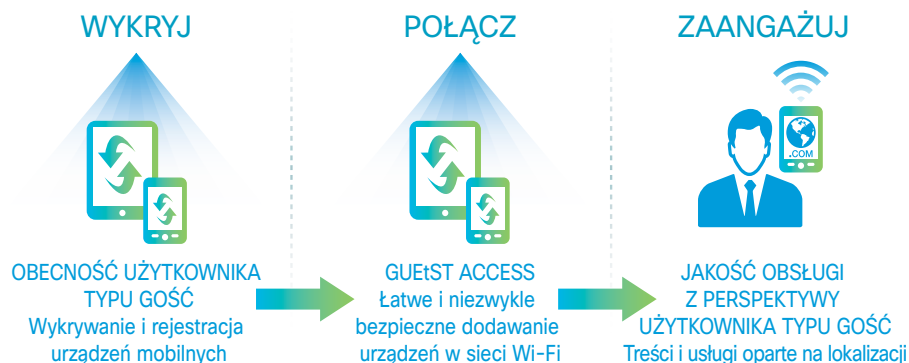 WYKRYJ
OBECNOŚĆ UŻYTKOWNIKA
TYPU GOŚĆ
Wykrywanie i rejestracja
urządzeń mobilnych
POŁĄCZ
GUEtST ACCESS
Łatwe i niezwykle
bezpieczne dodawanie
urządzeń w sieci Wi-Fi
ZAANGAŻUJ
.COM
JAKOŚĆ OBSŁUGI
Z PERSPEKTYWY
UŻYTKOWNIKA TYPU GOŚĆ
Treści i usługi oparte na lokalizacji